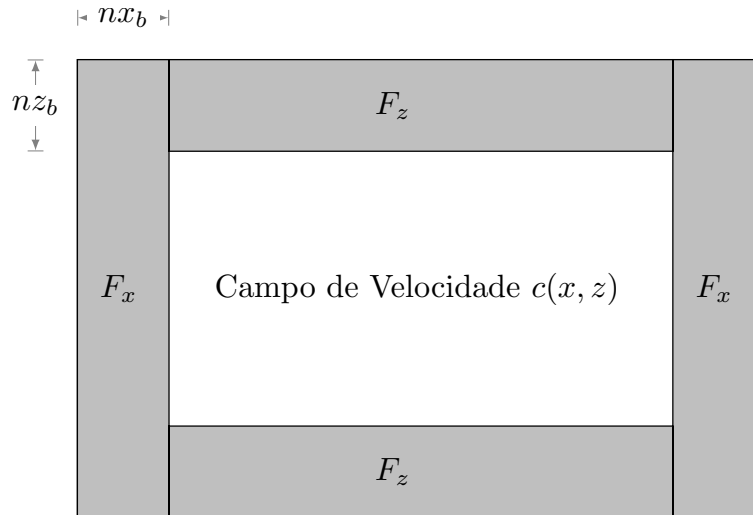 nx_b
nz_b
F_z
F_x Campo de Velocidade c(x, z) F_x
F_z